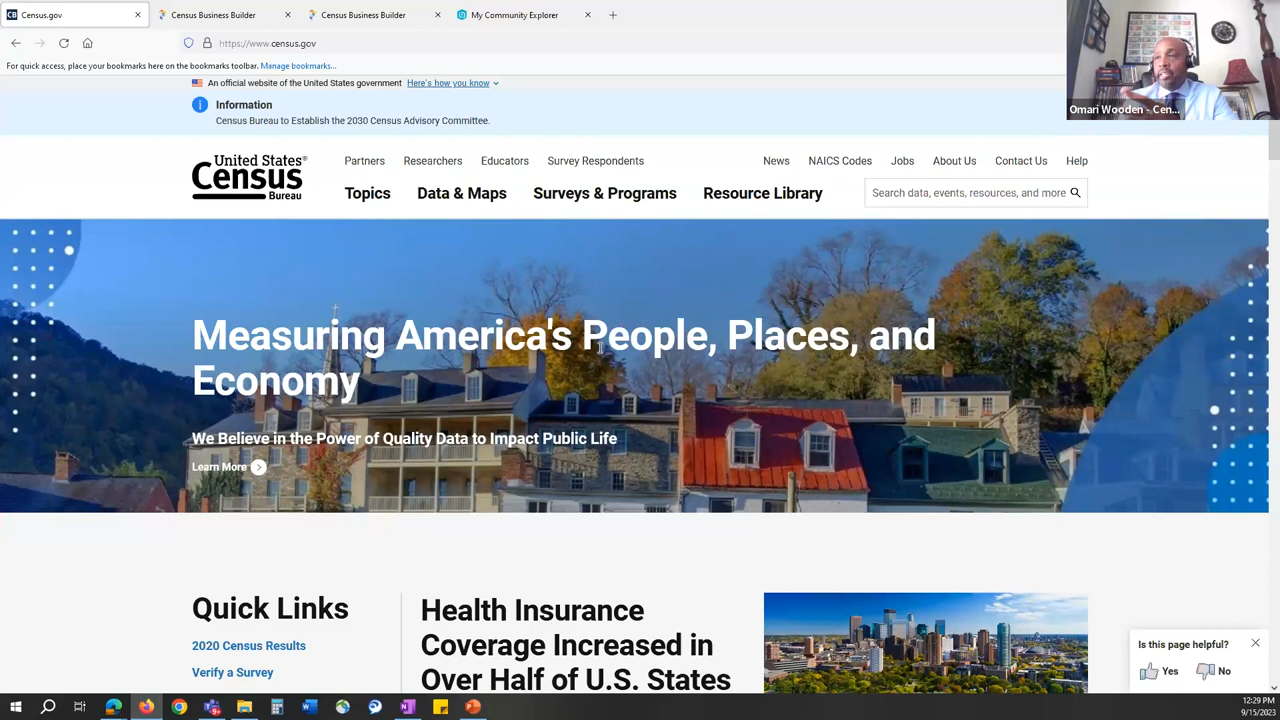 Census.gov
Census Business Builder
Census Business Builder
My Community Explorer
https://www.census.gov
For quick access, place your bookmarks here on the bookmarks toolbar. Manage bookmarks...
An official website of the United States government Here's how you know
Information
Census Bureau to Establish the 2030 Census Advisory Committee.
Omari Wooden - Cen...
United States
Census
Bureau
Partners Researchers Educators Survey Respondents
News NAICS Codes Jobs About Us Contact Us Help
Topics Data & Maps Surveys & Programs Resource Library
Search data, events, resources, and more
Measuring America's People, Places, and
Economy
We Believe in the Power of Quality Data to Impact Public Life
Learn More
Quick Links
2020 Census Results
Verify a Survey
Health Insurance
Coverage Increased in
Over Half of U.S. States
Is this page helpful?
Yes No
12:29 PM
9/15/2023